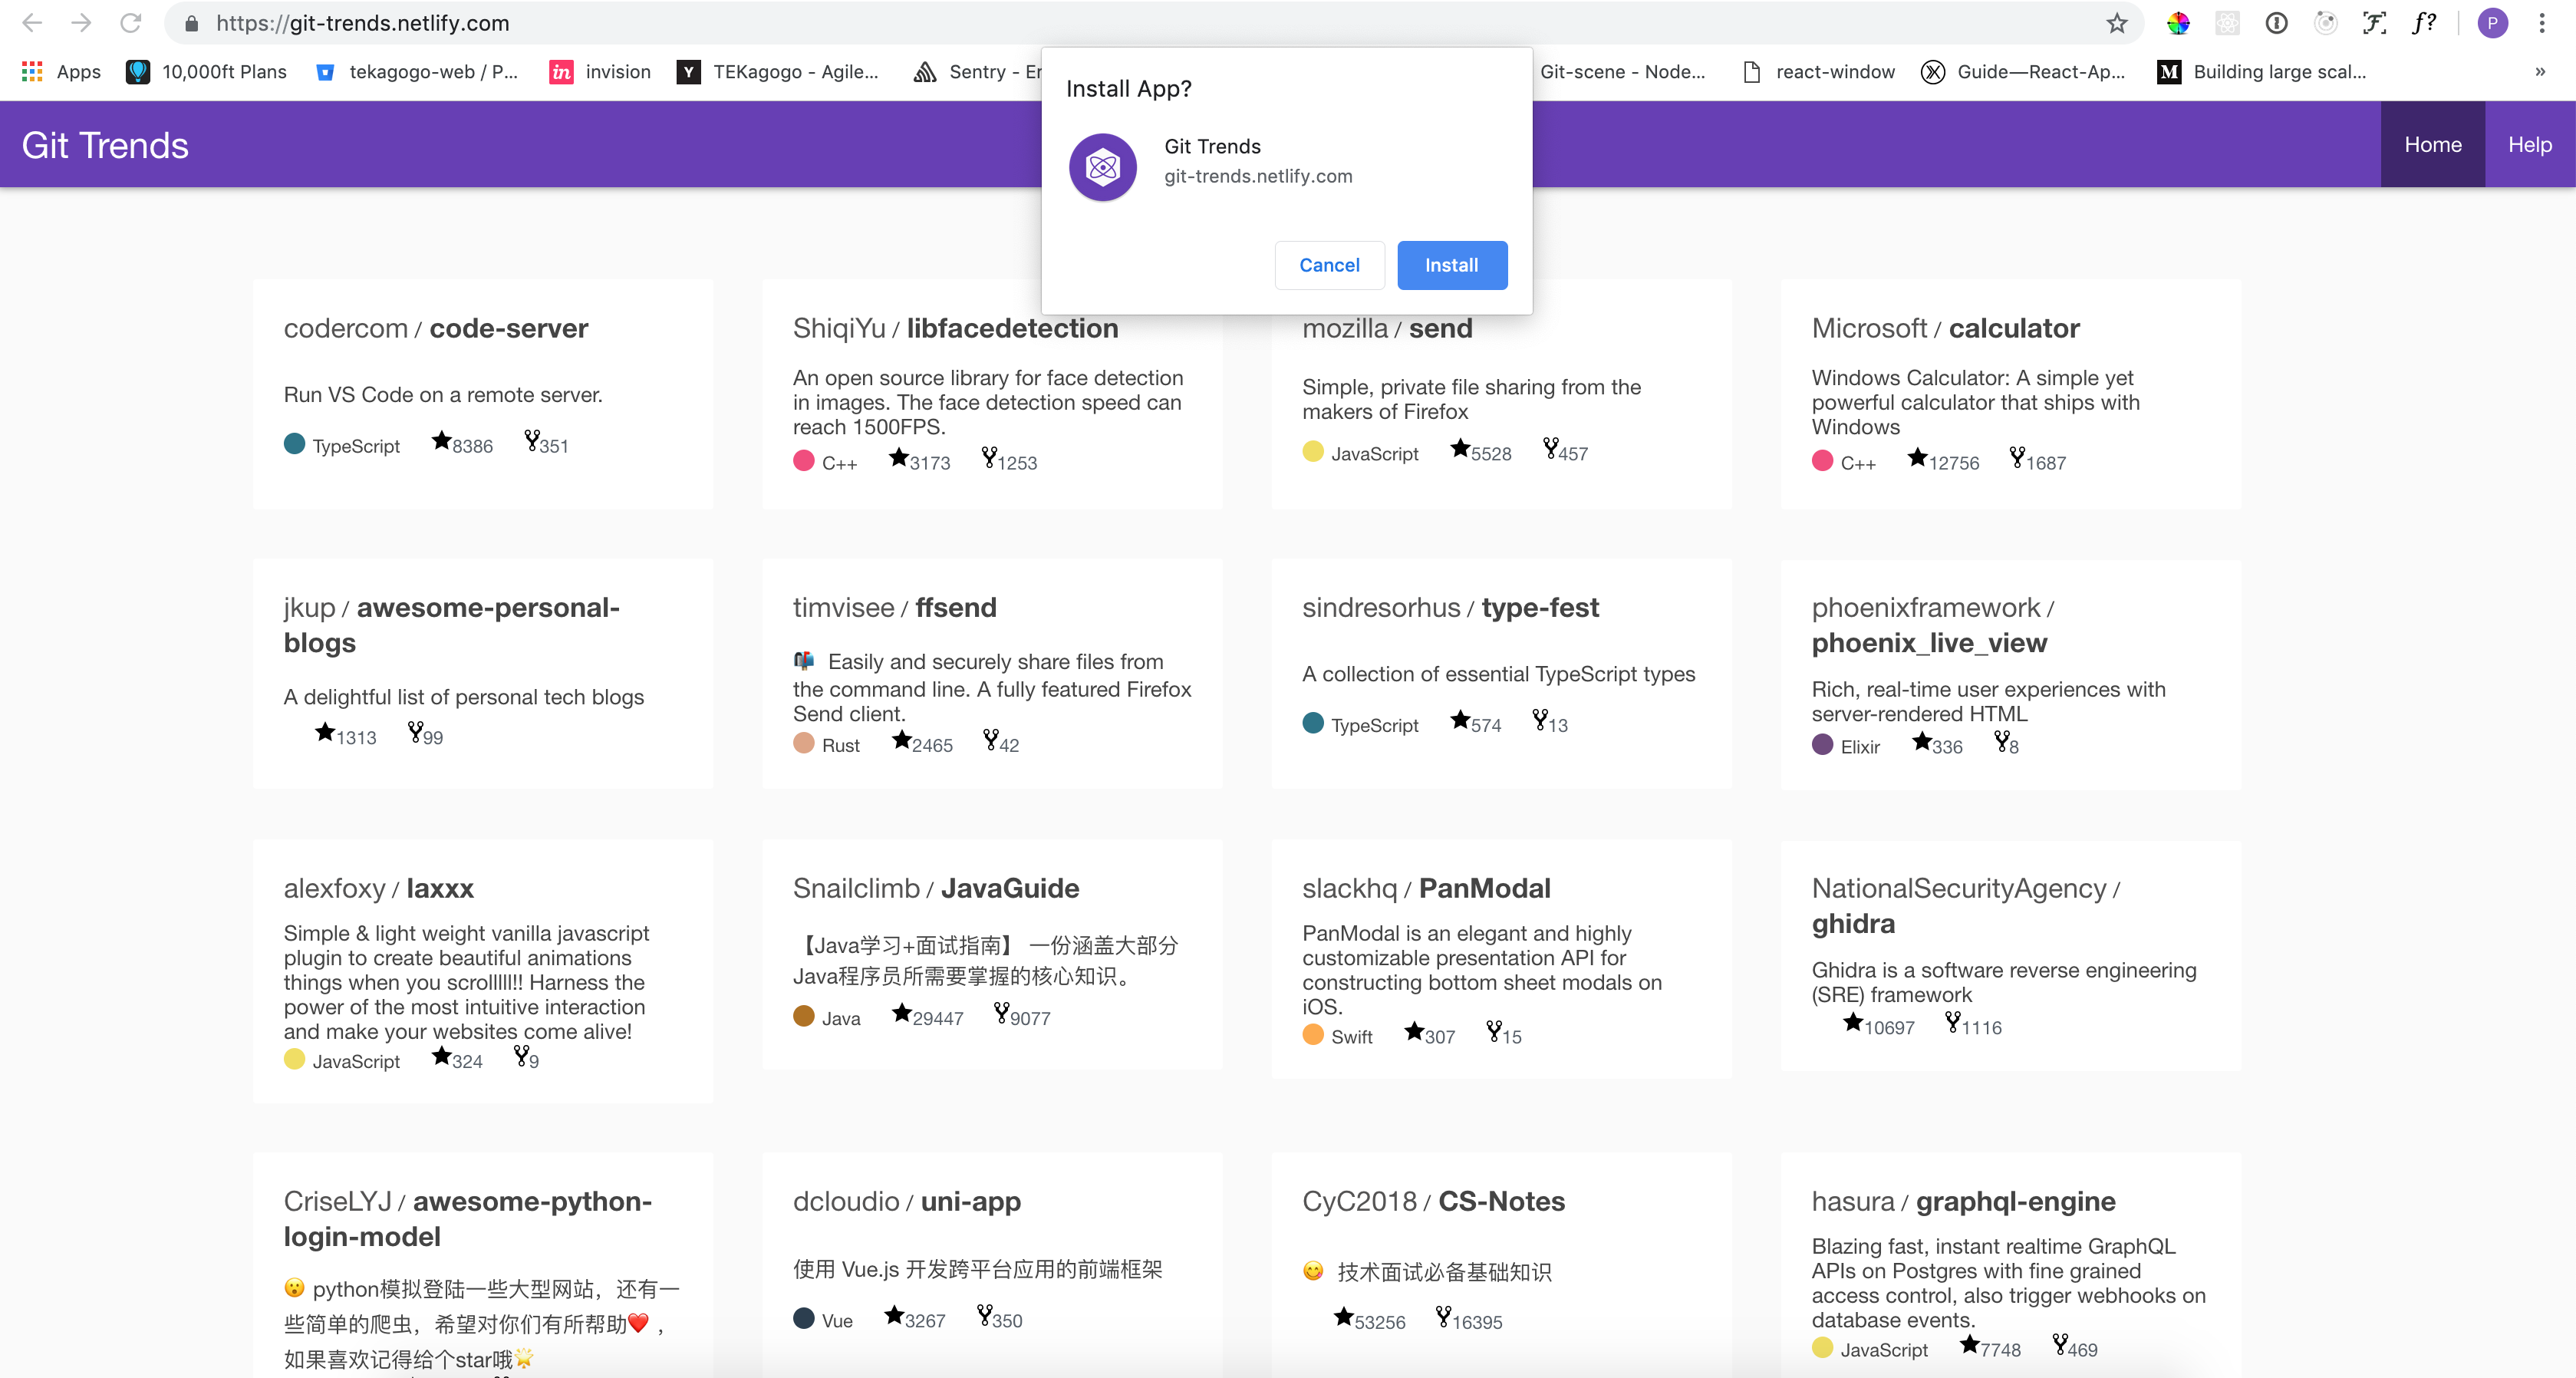 https://git-trends.netlify.com
P
Apps
10,000ft Plans
tekagogo-web / P...
in
invision
Y
TEKagogo - Agile...
Sentry - Er
Git-scene - Node...
react-window
Guide—React-Ap...
M
Building large scal...
»
Install App?
Git Trends
git-trends.netlify.com
Cancel
Install
Git Trends
Home
Help
codercom / code-server
Run VS Code on a remote server.
TypeScript 8386 351
ShiqiYu / libfacedetection
An open source library for face detection
in images. The face detection speed can
reach 1500FPS.
C++ 3173 1253
mozilla / send
Simple, private file sharing from the
makers of Firefox
JavaScript 5528 457
Microsoft / calculator
Windows Calculator: A simple yet
powerful calculator that ships with
Windows
C++ 12756 1687
jkup / awesome-personal-
blogs
A delightful list of personal tech blogs
1313 99
timvisee / ffsend
📬 Easily and securely share files from
the command line. A fully featured Firefox
Send client.
Rust 2465 42
sindresorhus / type-fest
A collection of essential TypeScript types
TypeScript 574 13
phoenixframework /
phoenix_live_view
Rich, real-time user experiences with
server-rendered HTML
Elixir 336 8
alexfoxy / laxxx
Simple & light weight vanilla javascript
plugin to create beautiful animations
things when you scrolllll!! Harness the
power of the most intuitive interaction
and make your websites come alive!
JavaScript 324 9
Snailclimb / JavaGuide
【Java学习+面试指南】 一份涵盖大部分
Java程序员所需要掌握的核心知识。
Java 29447 9077
slackhq / PanModal
PanModal is an elegant and highly
customizable presentation API for
constructing bottom sheet modals on
iOS.
Swift 307 15
NationalSecurityAgency /
ghidra
Ghidra is a software reverse engineering
(SRE) framework
10697 1116
CriseLYJ / awesome-python-
login-model
😮 python模拟登陆一些大型网站，还有一
些简单的爬虫，希望对你们有所帮助❤️，
如果喜欢记得给个star哦🌟
dcloudio / uni-app
使用 Vue.js 开发跨平台应用的前端框架
Vue 3267 350
CyC2018 / CS-Notes
😋 技术面试必备基础知识
53256 16395
hasura / graphql-engine
Blazing fast, instant realtime GraphQL
APIs on Postgres with fine grained
access control, also trigger webhooks on
database events.
JavaScript 7748 469